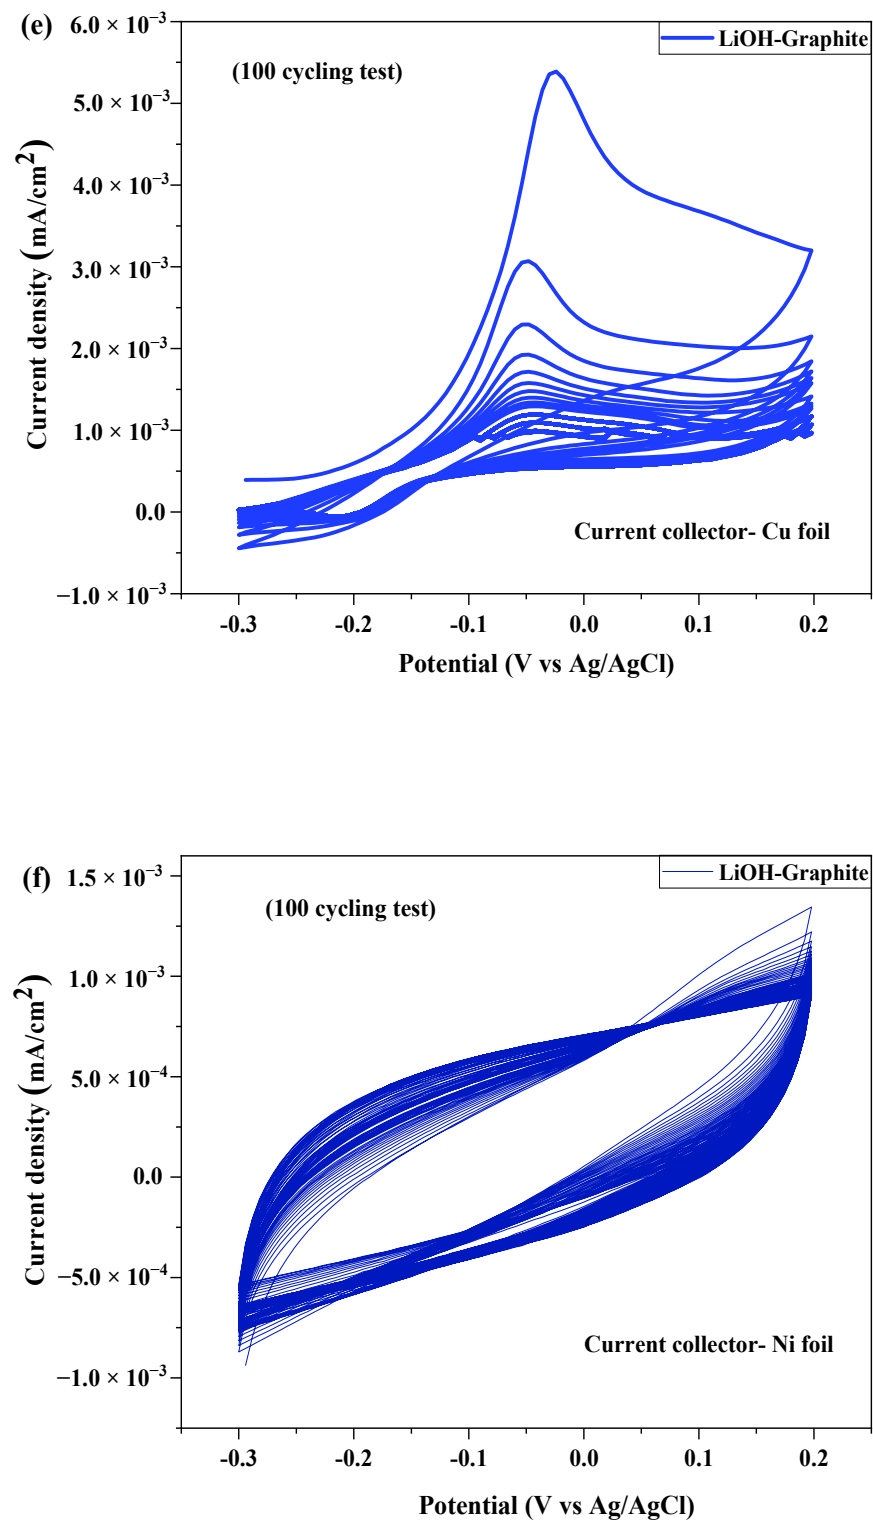 (e)
6.0 × 10⁻³
5.0 × 10⁻³
4.0 × 10⁻³
3.0 × 10⁻³
2.0 × 10⁻³
1.0 × 10⁻³
0.0
−1.0 × 10⁻³
Current density (mA/cm²)
LiOH-Graphite
(100 cycling test)
Current collector- Cu foil
-0.3 -0.2 -0.1 0.0 0.1 0.2
Potential (V vs Ag/AgCl)
(f)
1.5 × 10⁻³
1.0 × 10⁻³
5.0 × 10⁻⁴
0.0
−5.0 × 10⁻⁴
−1.0 × 10⁻³
Current density (mA/cm²)
LiOH-Graphite
(100 cycling test)
Current collector- Ni foil
-0.3 -0.2 -0.1 0.0 0.1 0.2
Potential (V vs Ag/AgCl)